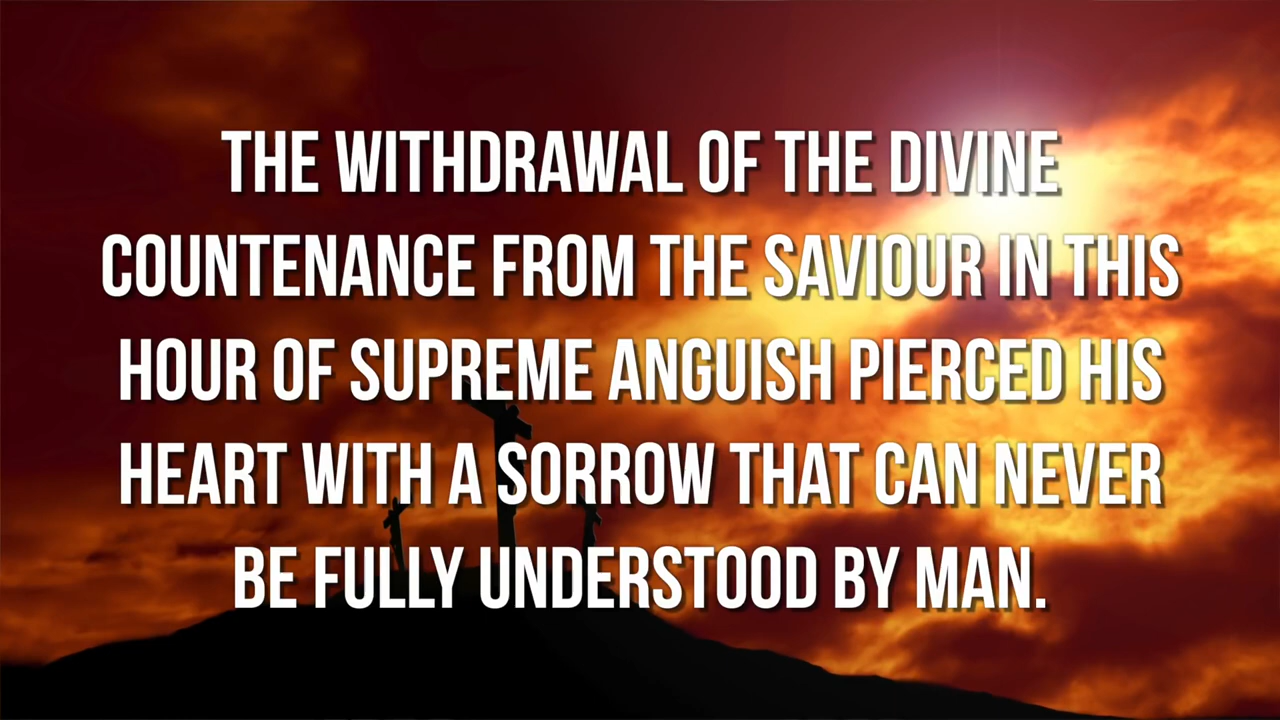 THE WITHDRAWAL OF THE DIVINE
COUNTENANCE FROM THE SAVIOUR IN THIS
HOUR OF SUPREME ANGUISH PIERCED HIS
HEART WITH A SORROW THAT CAN NEVER
BE FULLY UNDERSTOOD BY MAN.